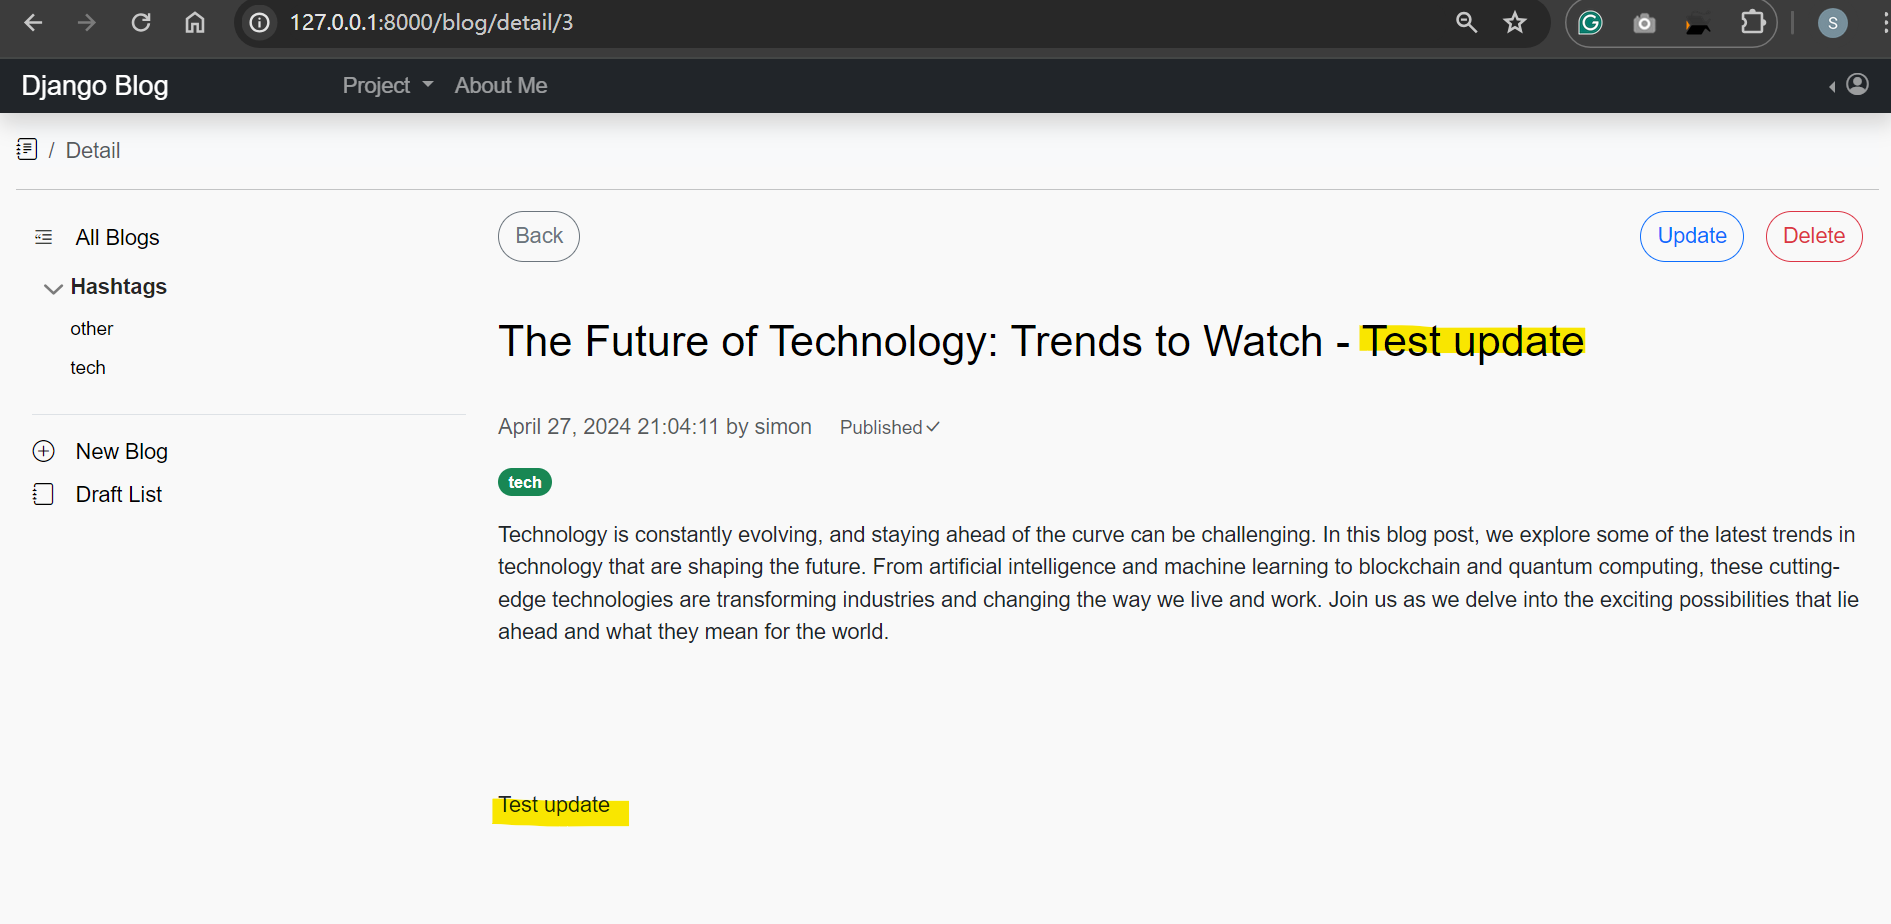 127.0.0.1:8000/blog/detail/3
S
Django Blog
Project
About Me
/ Detail
All Blogs
Hashtags
other
tech
New Blog
Draft List
Back
Update
Delete
The Future of Technology: Trends to Watch - Test update
April 27, 2024 21:04:11 by simon
Published
tech
Technology is constantly evolving, and staying ahead of the curve can be challenging. In this blog post, we explore some of the latest trends in
technology that are shaping the future. From artificial intelligence and machine learning to blockchain and quantum computing, these cutting-
edge technologies are transforming industries and changing the way we live and work. Join us as we delve into the exciting possibilities that lie
ahead and what they mean for the world.
Test update